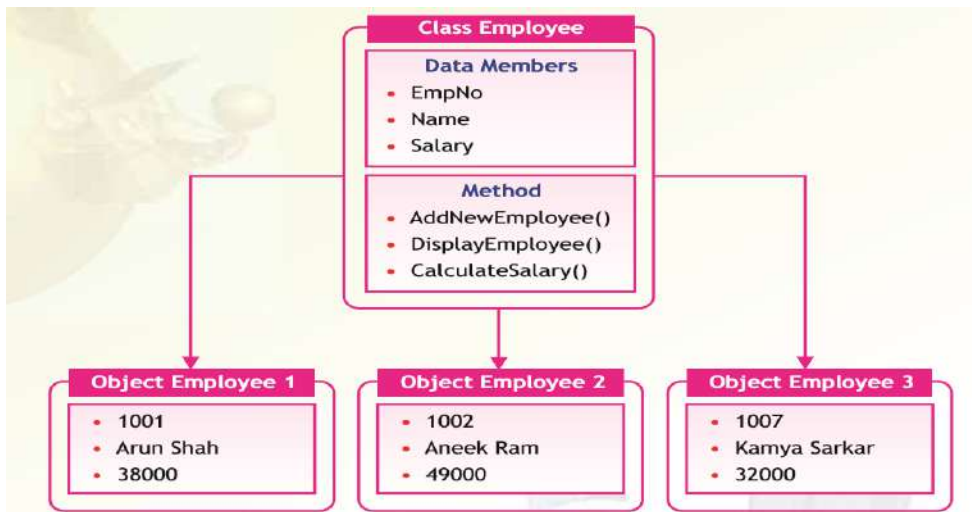 Class Employee
Data Members
• EmpNo
• Name
• Salary
Method
• AddNewEmployee()
• DisplayEmployee()
• CalculateSalary()
Object Employee 1
• 1001
• Arun Shah
• 38000
Object Employee 2
• 1002
• Aneek Ram
• 49000
Object Employee 3
• 1007
• Kamya Sarkar
• 32000